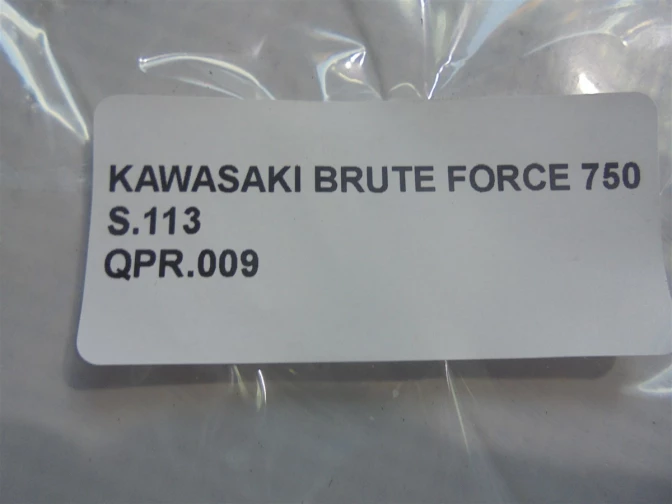 KAWASAKI BRUTE FORCE 750
S.113
QPR.009